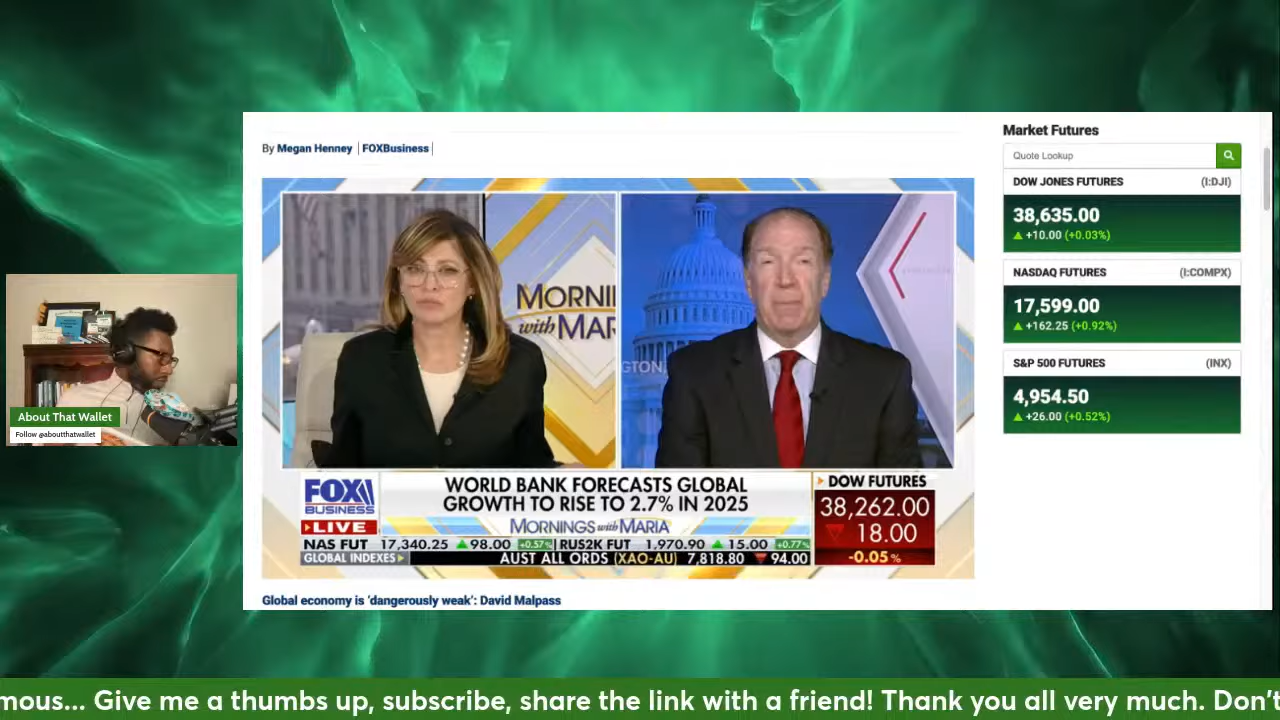 By Megan Henney | FOXBusiness |
Market Futures
Quote Lookup
DOW JONES FUTURES (I:DJI)
38,635.00
▲ +10.00 (+0.03%)
NASDAQ FUTURES (I:COMPX)
17,599.00
▲ +162.25 (+0.92%)
S&P 500 FUTURES (INX)
4,954.50
▲ +26.00 (+0.52%)
MORNI
with MAR
GTON,
FOX
BUSINESS
LIVE
WORLD BANK FORECASTS GLOBAL
GROWTH TO RISE TO 2.7% IN 2025
MORNINGS with MARIA
DOW FUTURES
38,262.00
▼ 18.00
-0.05%
NAS FUT 17,340.25 ▲ 98.00 +0.57% | RUS2K FUT 1,970.90 ▲ 15.00 +0.77%
GLOBAL INDEXES AUST ALL ORDS (XAO-AU) 7,818.80 ▼ 94.00
Global economy is ‘dangerously weak’: David Malpass
About That Wallet
Follow @aboutthatwallet
mous... Give me a thumbs up, subscribe, share the link with a friend! Thank you all very much. Don't